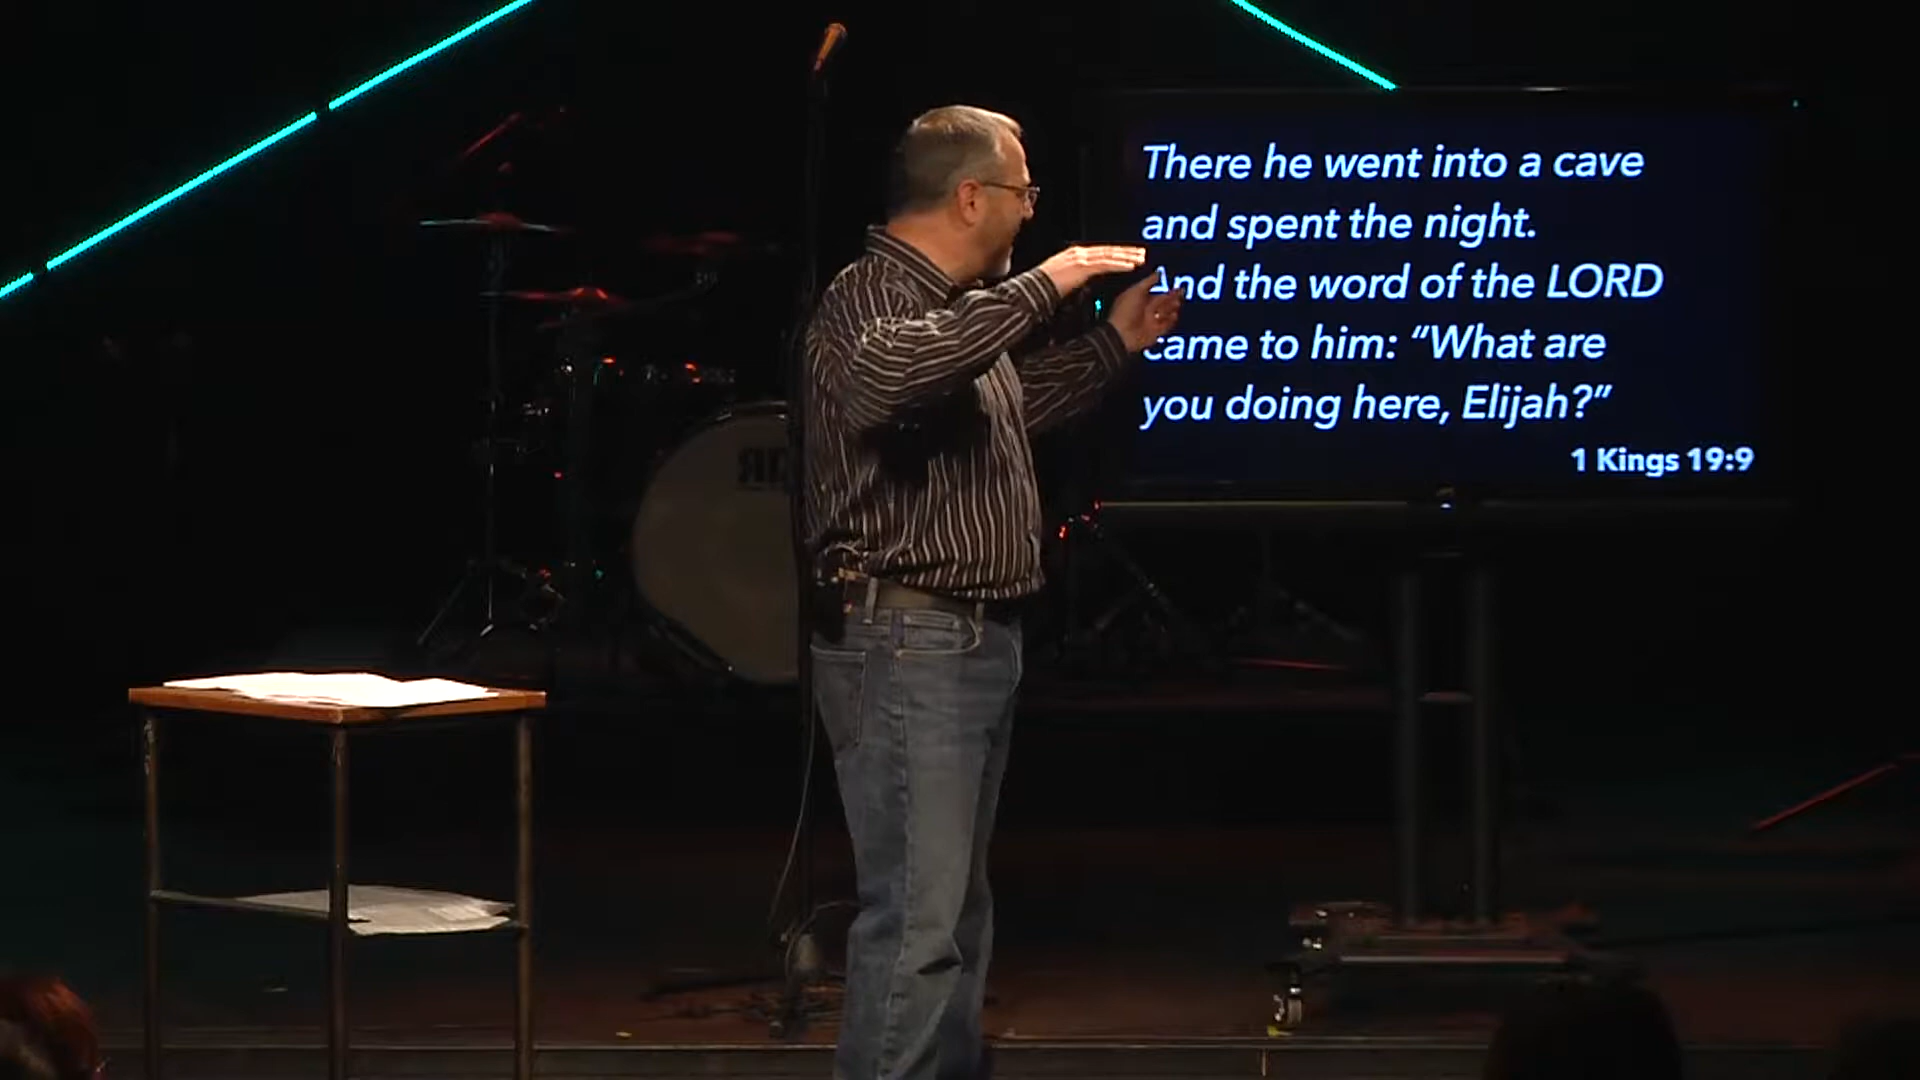 There he went into a cave
and spent the night.
And the word of the LORD
came to him: “What are
you doing here, Elijah?”
1 Kings 19:9